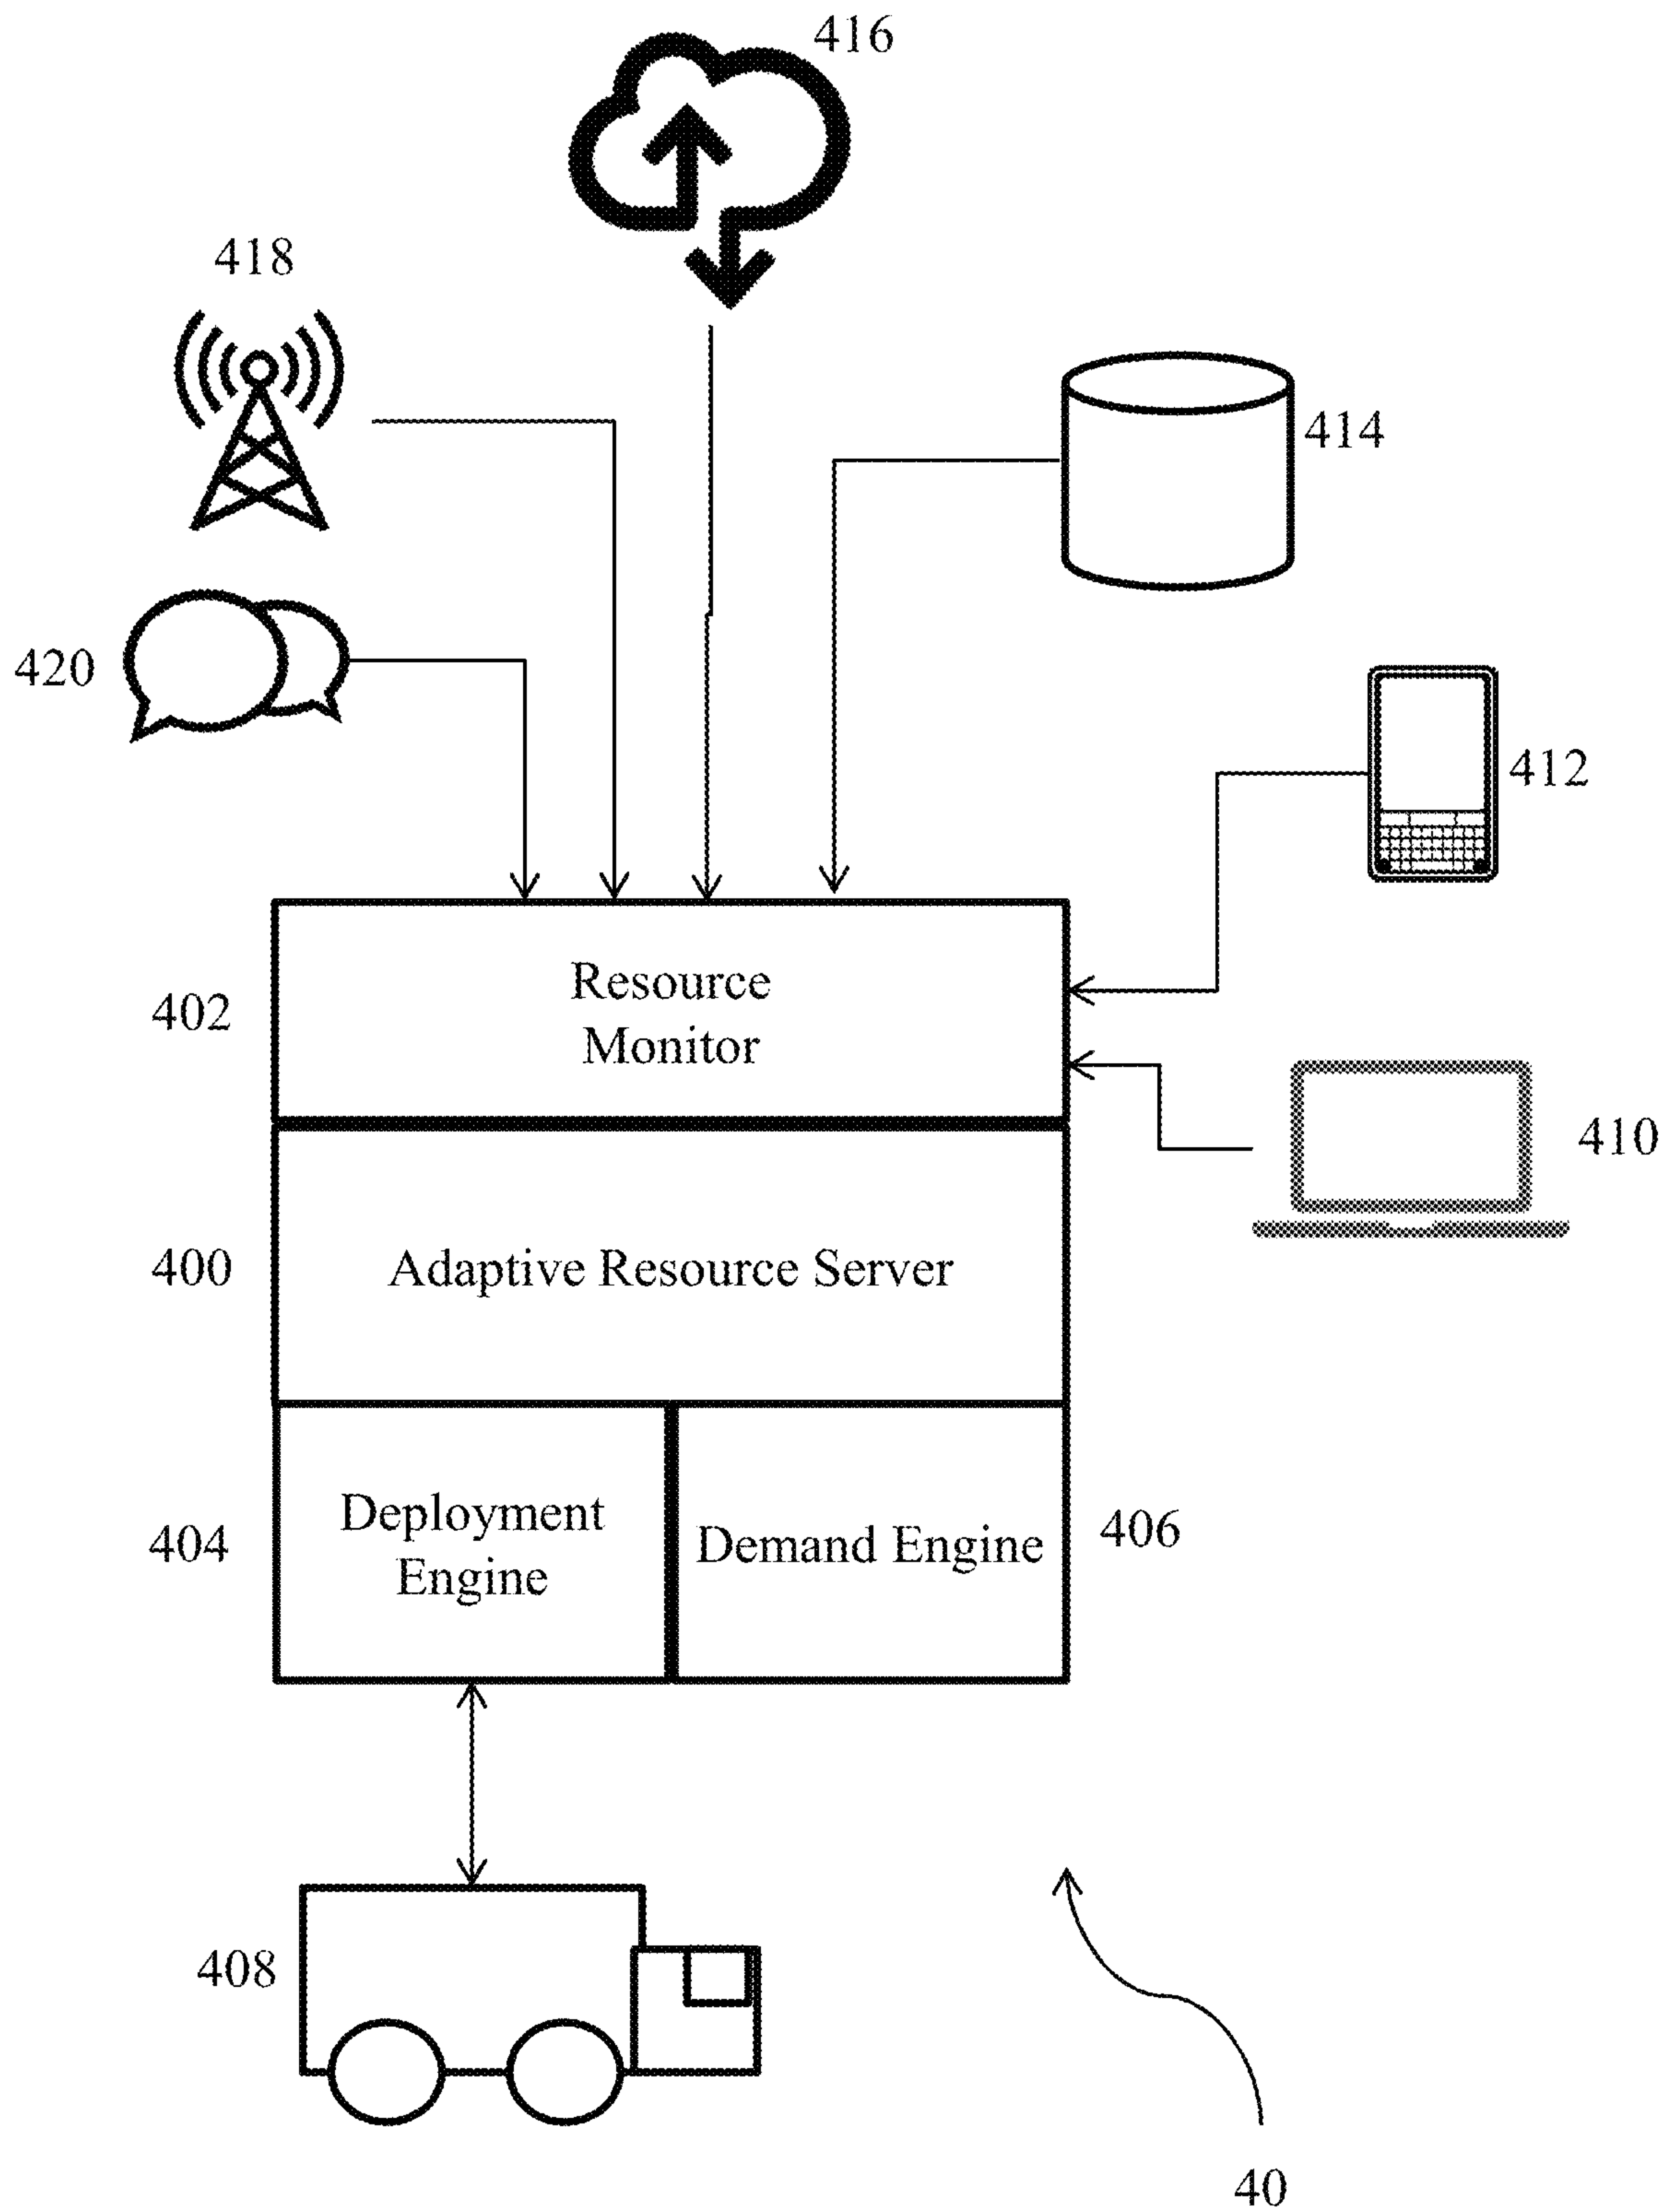 416
418
414
420
412
Resource
402
Monitor
410
400
Adaptive Resource Server
Deployment
404
Engine
Demand Engine
406
408
40